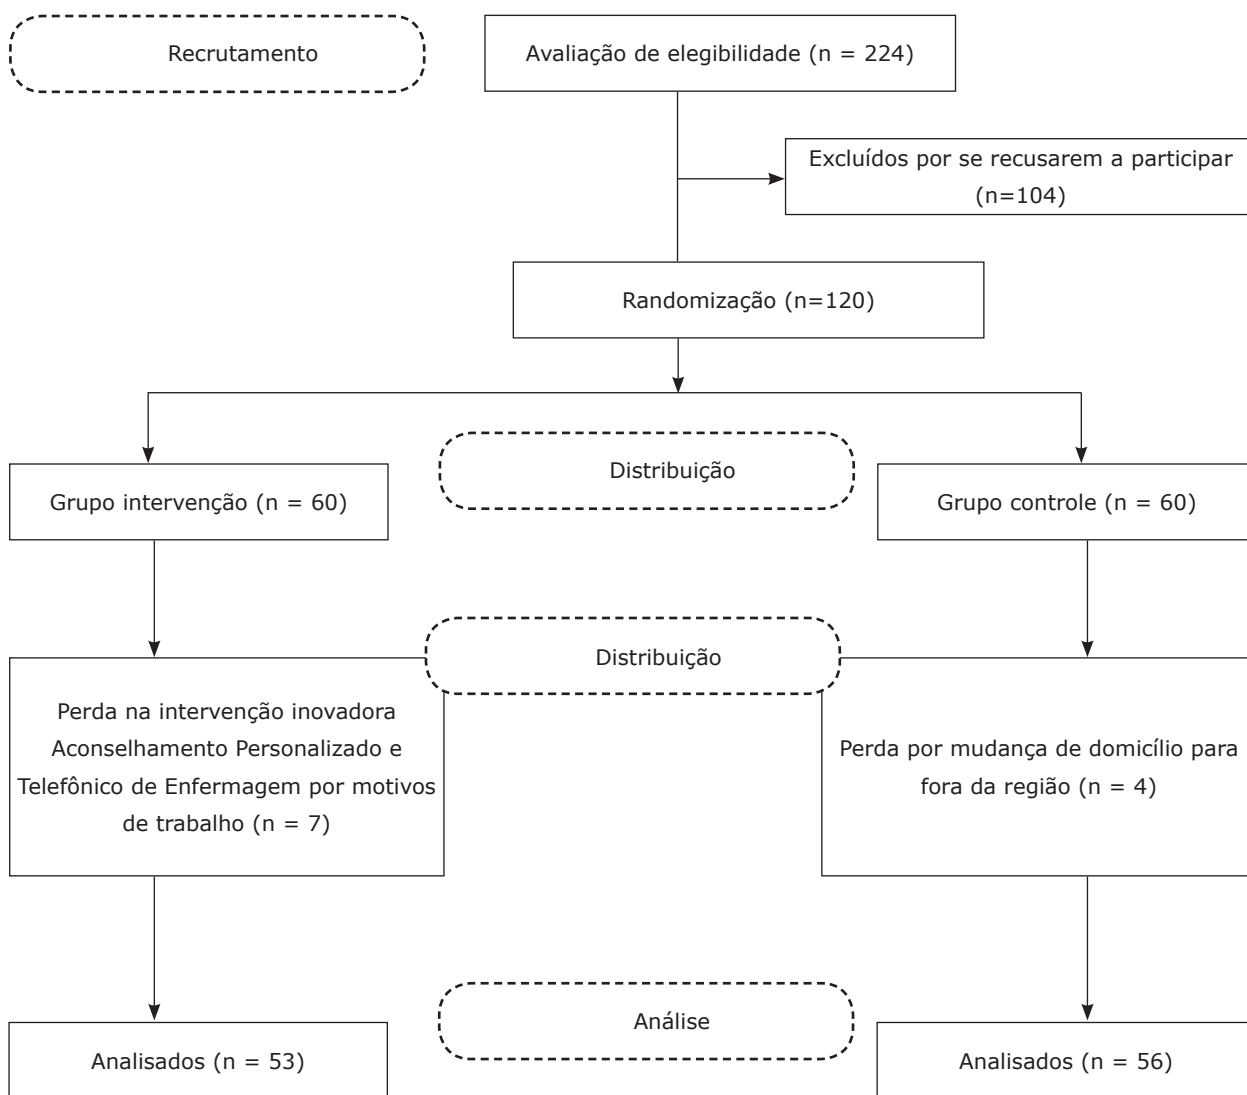 Recrutamento
Avaliação de elegibilidade (n = 224)
Excluídos por se recusarem a participar
(n=104)
Randomização (n=120)
Distribuição
Grupo intervenção (n = 60)
Grupo controle (n = 60)
Distribuição
Perda na intervenção inovadora
Aconselhamento Personalizado e
Telefônico de Enfermagem por motivos
de trabalho (n = 7)
Perda por mudança de domicílio para
fora da região (n = 4)
Análise
Analisados (n = 53)
Analisados (n = 56)